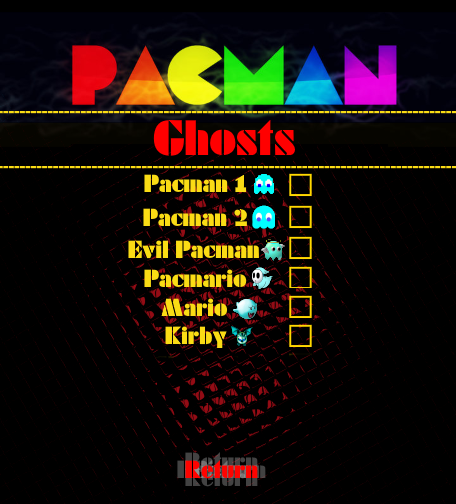 PACMAN
Ghosts
Pacman 1
Pacman 2
Evil Pacman
Pacmario
Mario
Kirby
Return